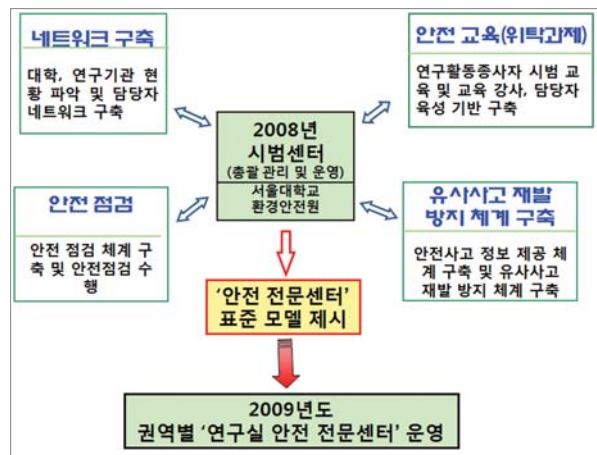 네트워크 구축
대학, 연구기관 현
황 파악 및 담당자
네트워크 구축
안전 교육(위탁과제)
연구활동종사자 시범 교
육 및 교육 강사, 담당자
육성 기반 구축
2008년
시범센터
(총괄 관리 및 운영)
서울대학교
환경안전원
안전 점검
안전 점검 체계 구
축 및 안전점검 수
행
유사사고 재발
방지 체계 구축
안전사고 정보 제공 체
계 구축 및 유사사고
재발 방지 체계 구축
‘안전 전문센터’
표준 모델 제시
2009년도
권역별 ‘연구실 안전 전문센터’ 운영